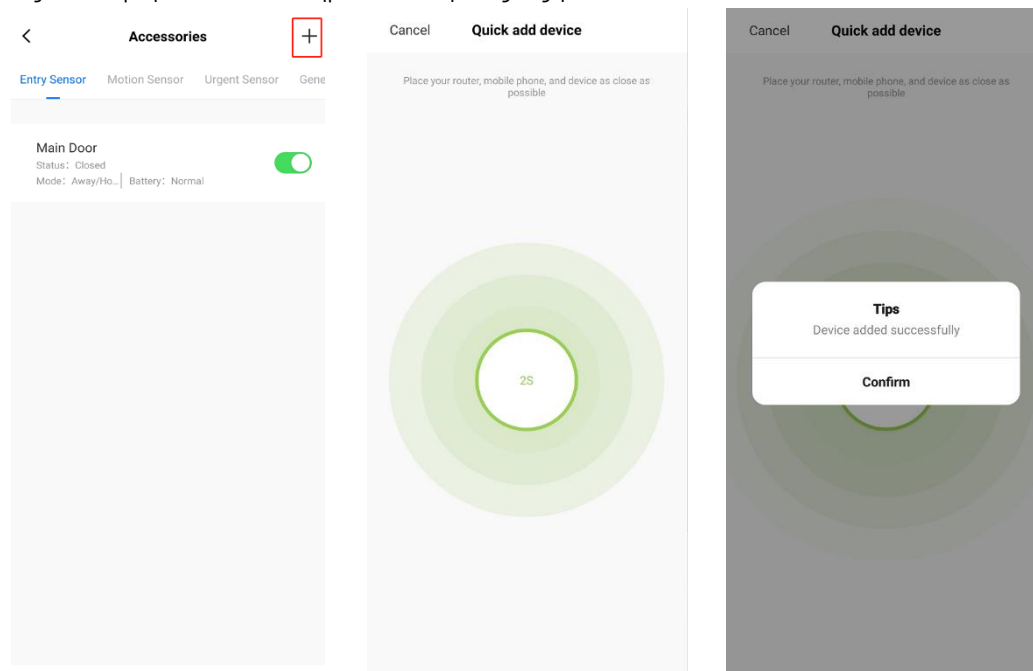 Accessories
Entry Sensor Motion Sensor Urgent Sensor Gene
Main Door
Status: Closed
Mode: Away/Ho... Battery: Normal
Cancel Quick add device
Place your router, mobile phone, and device as close as
possible
2S
Cancel Quick add device
Place your router, mobile phone, and device as close as
possible
Tips
Device added successfully
Confirm